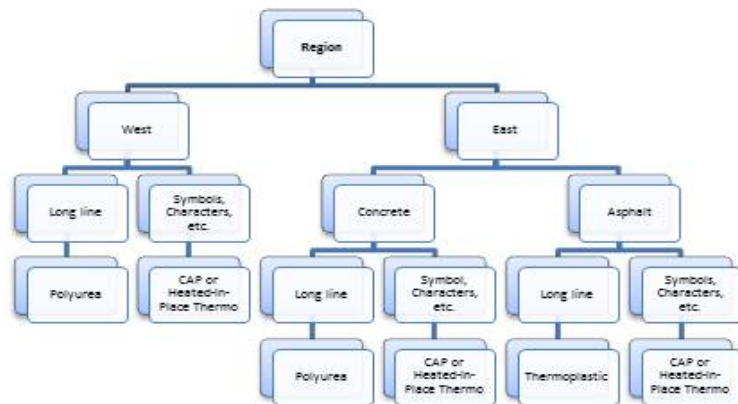 Region
West
East
Long line
Symbols,
Characters,
etc.
Concrete
Asphalt
Polyurea
CAP or
Heated-In-
Place Thermo
Long line
Symbol,
Characters,
etc.
Long line
Symbols,
Characters,
etc.
Polyurea
CAP or
Heated-In-
Place Thermo
Thermoplastic
CAP or
Heated-In-
Place Thermo